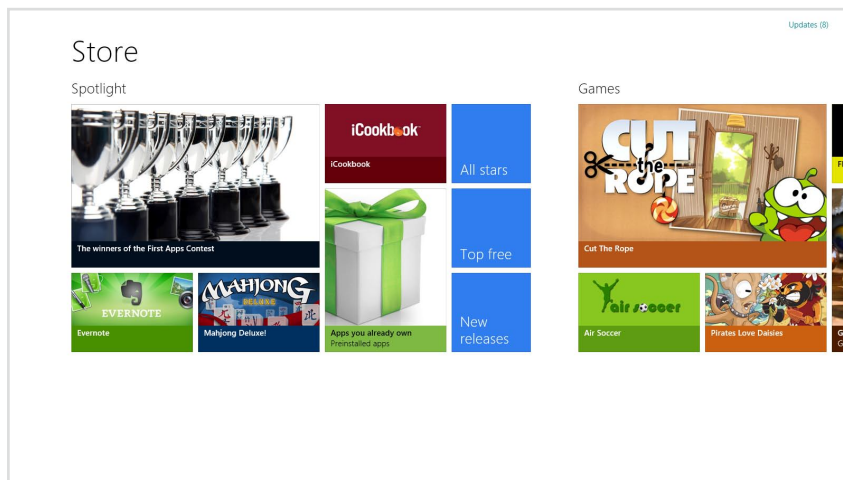 Updates (8)
Store
Spotlight
The winners of the First Apps Contest
iCookbook
iCookbook
All stars
Top free
EVERNOTE
Evernote
MAHJONG
DELUXE
Mahjong Deluxe!
Apps you already own
Preinstalled apps
New
releases
Games
CUT
the
ROPE
Cut The Rope
air soccer
Air Soccer
Pirates Love Daisies